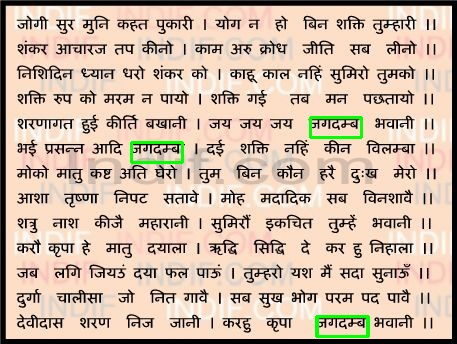 जोगी सुर मुनि कहत पुकारी । योग न हो बिन शक्ति तुम्हारी ।।
शंकर आचारज तप कीनो । काम अरु क्रोध जीति सब लीनो ।।
निशिदिन ध्यान धरो शंकर को । काहू काल नहिं सुमिरो तुमको ।।
शक्ति रुप को मरम न पायो । शक्ति गई तब मन पछतायो ।।
शरणागत हुई कीर्ति बखानी । जय जय जय जगदम्ब भवानी ।।
भई प्रसन्न आदि जगदम्ब । दई शक्ति नहिं कीन विलम्बा ।।
मोको मातु कष्ट अति घेरो । तुम बिन कौन हरै दुःख मेरो ।।
आशा तृष्णा निपट सतावे । मोह मदादिक सब विनशावै ।।
शत्रु नाश कीजै महारानी । सुमिरौं इकचित तुम्हें भवानी ।।
करौ कृपा हे मातु दयाला । ऋद्धि सिद्धि दे कर हु निहाला ।।
जब लगि जियउं दया फल पाऊं । तुम्हरो यश मैं सदा सुनाऊँ ।।
दुर्गा चालीसा जो नित गावै । सब सुख भोग परम पद पावै ।।
देवीदास शरण निज जानी । करहु कृपा जगदम्ब भवानी ।।